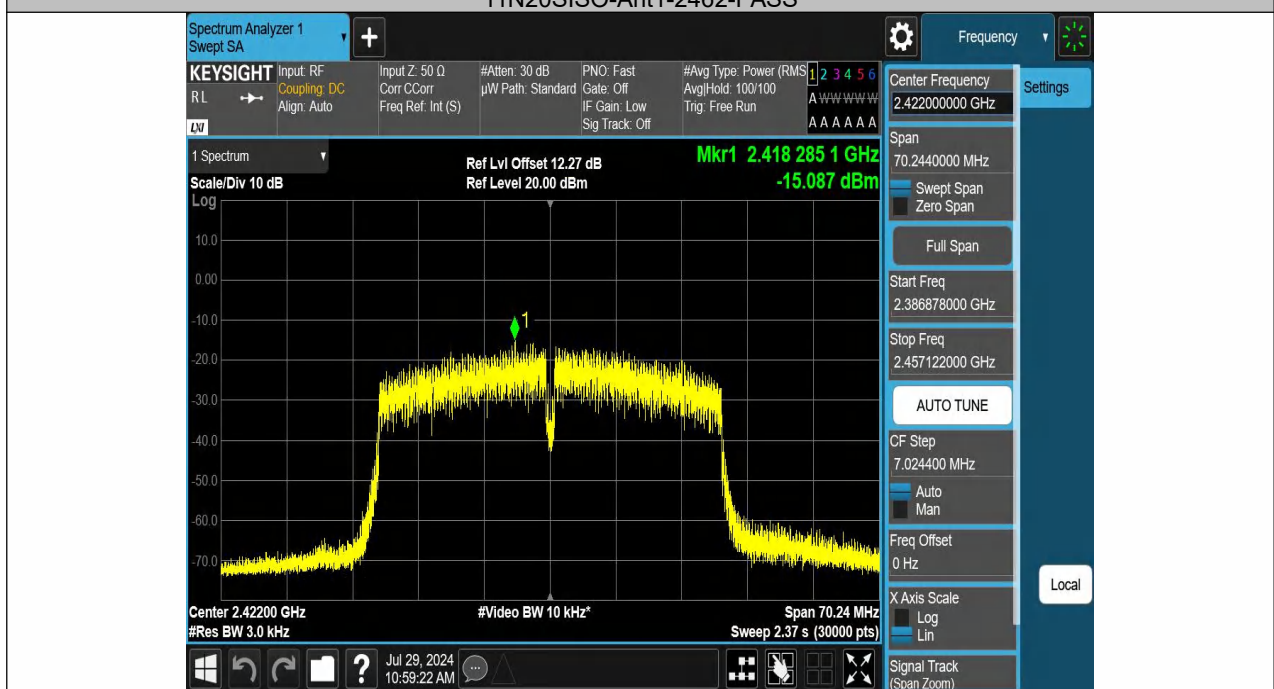 11N20SISO-Ant1-2462-PASS
Spectrum Analyzer 1
Swept SA
Frequency
KEYSIGHT
RL
LXI
Input: RF
Coupling: DC
Align: Auto
Input Z: 50 Ω
Corr CCorr
Freq Ref: Int (S)
#Atten: 30 dB
µW Path: Standard
PNO: Fast
Gate: Off
IF Gain: Low
Sig Track: Off
#Avg Type: Power (RMS
Avg|Hold: 100/100
Trig: Free Run
1 2 3 4 5 6
A W W W W W
A A A A A A
1 Spectrum
Scale/Div 10 dB
Log
Ref Lvl Offset 12.27 dB
Ref Level 20.00 dBm
Mkr1 2.418 285 1 GHz
-15.087 dBm
10.0
0.00
-10.0
-20.0
-30.0
-40.0
-50.0
-60.0
-70.0
1
Center 2.42200 GHz
#Res BW 3.0 kHz
#Video BW 10 kHz*
Span 70.24 MHz
Sweep 2.37 s (30000 pts)
Jul 29, 2024
10:59:22 AM
Center Frequency
2.422000000 GHz
Settings
Span
70.2440000 MHz
Swept Span
Zero Span
Full Span
Start Freq
2.386878000 GHz
Stop Freq
2.457122000 GHz
AUTO TUNE
CF Step
7.024400 MHz
Auto
Man
Freq Offset
0 Hz
X Axis Scale
Log
Lin
Signal Track
(Span Zoom)
Local